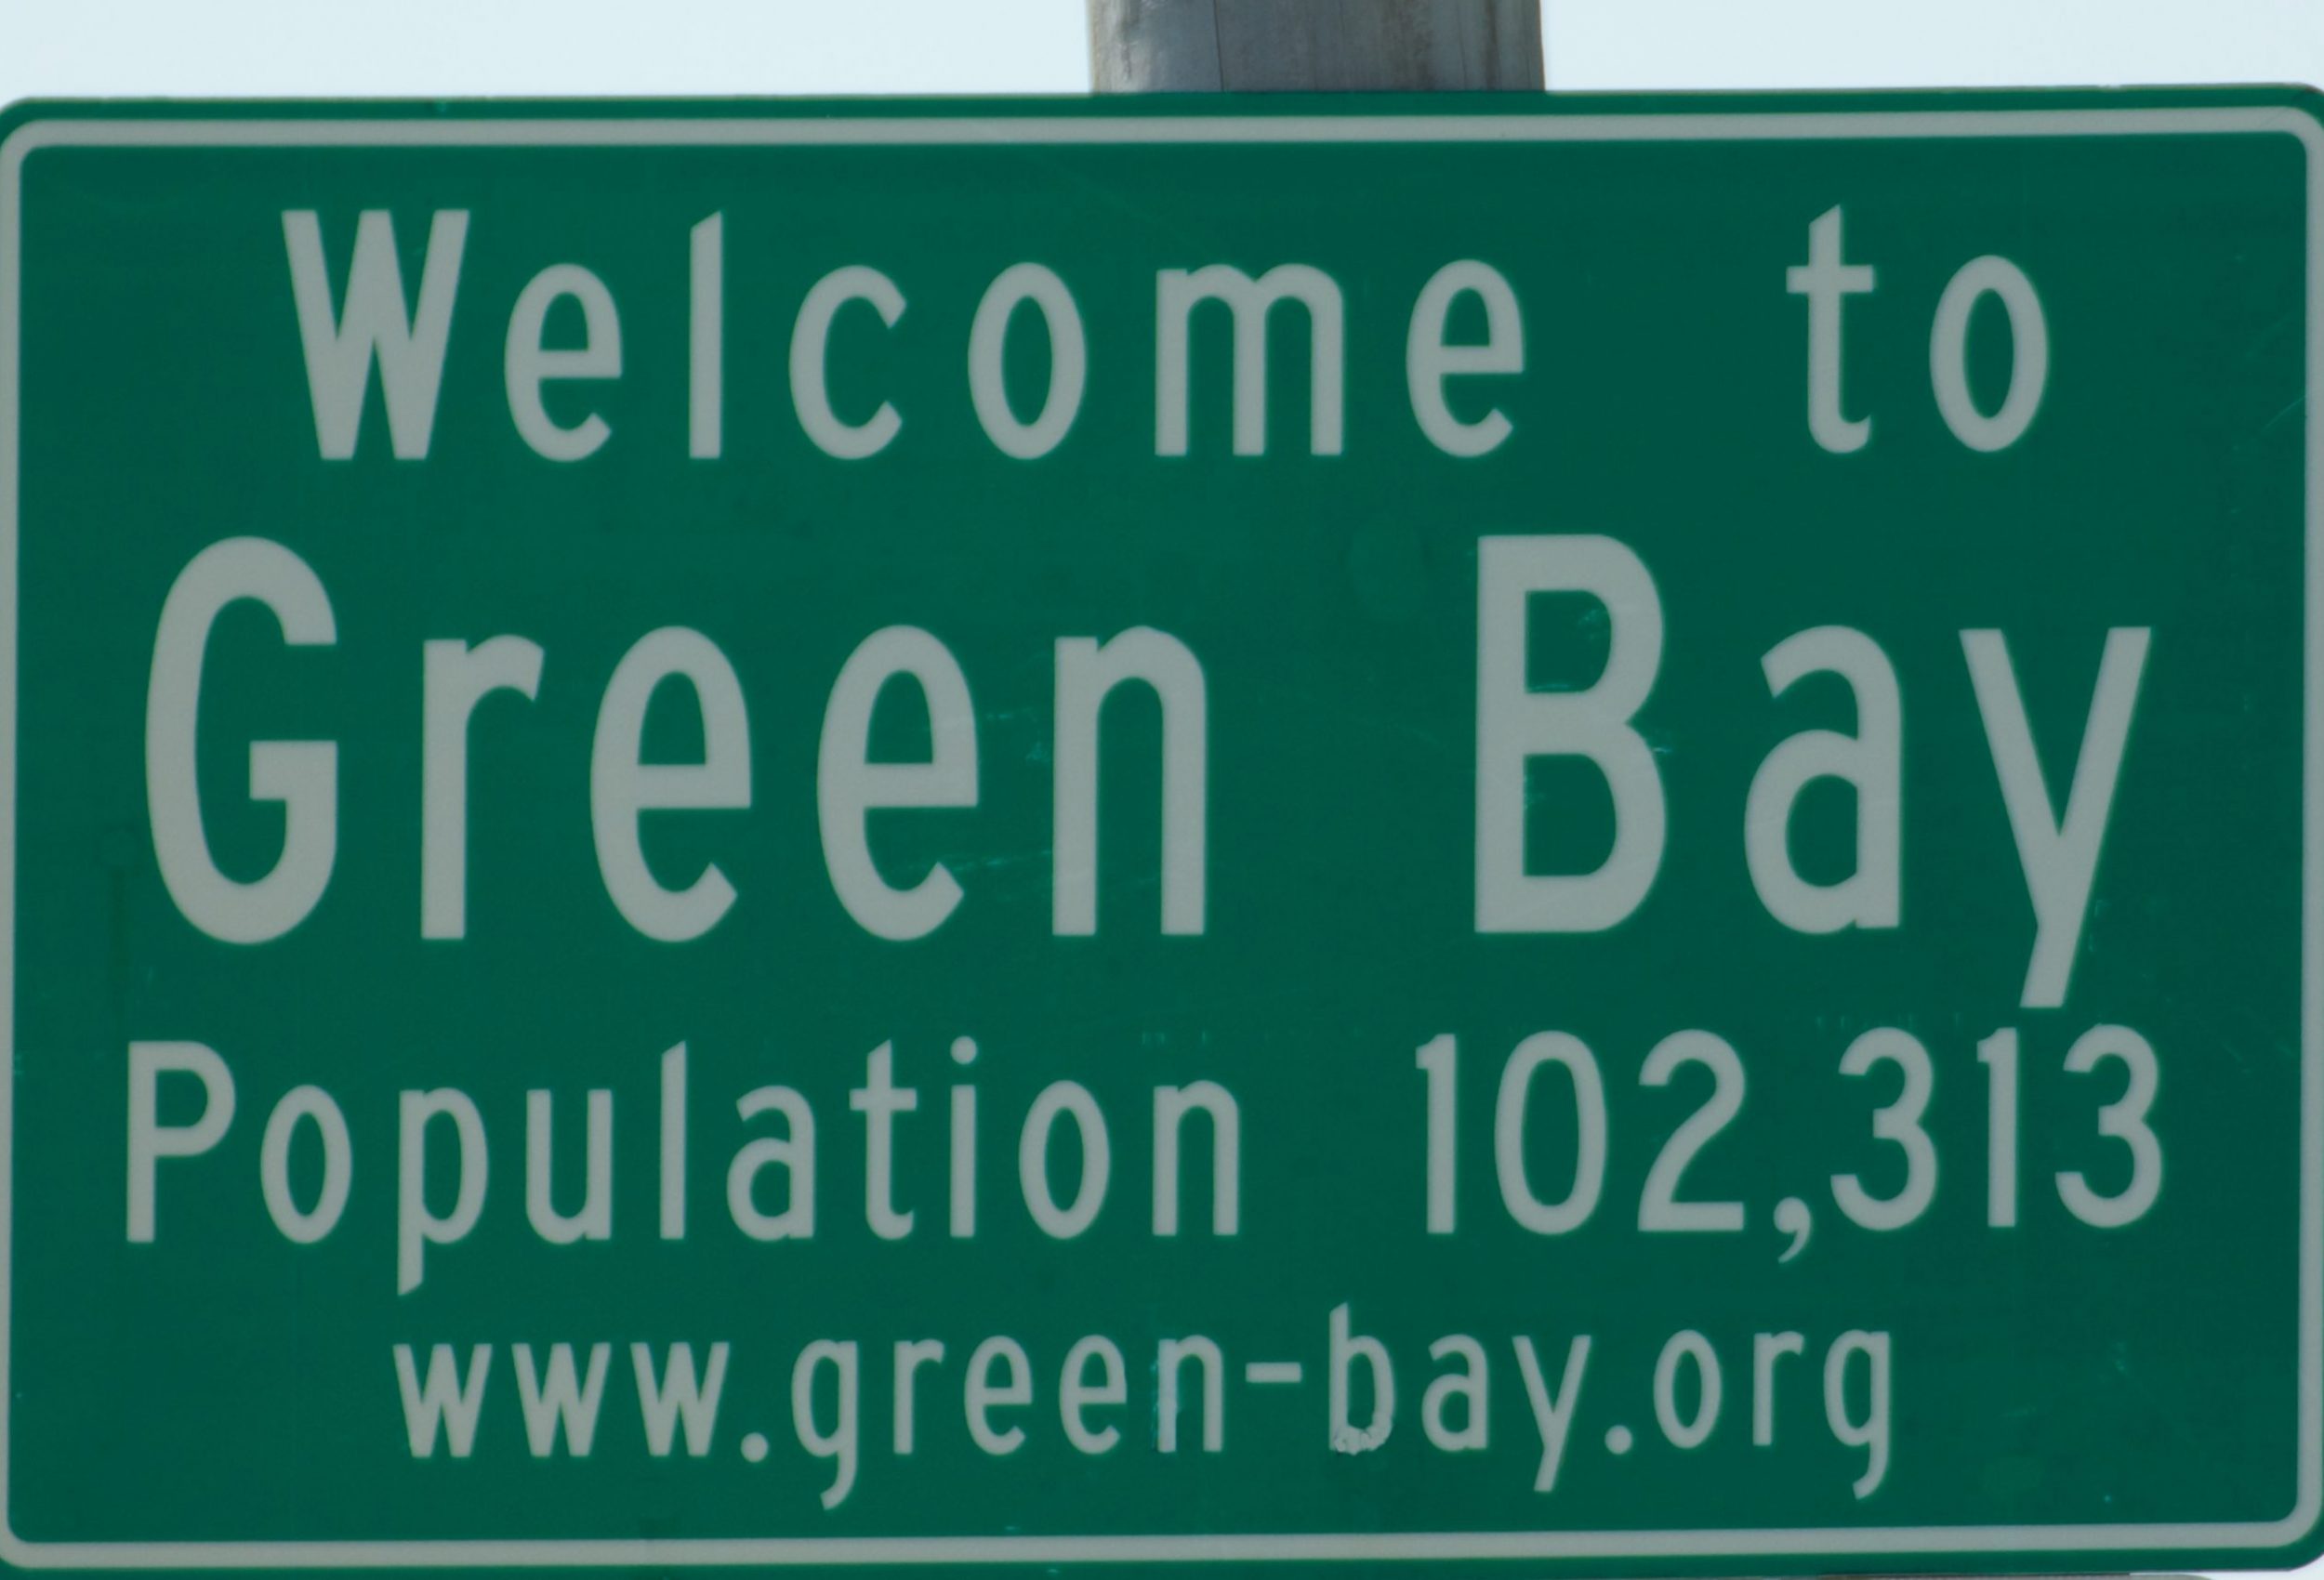 Welcome to
Green Bay
Population 102,313
www.green-bay.org